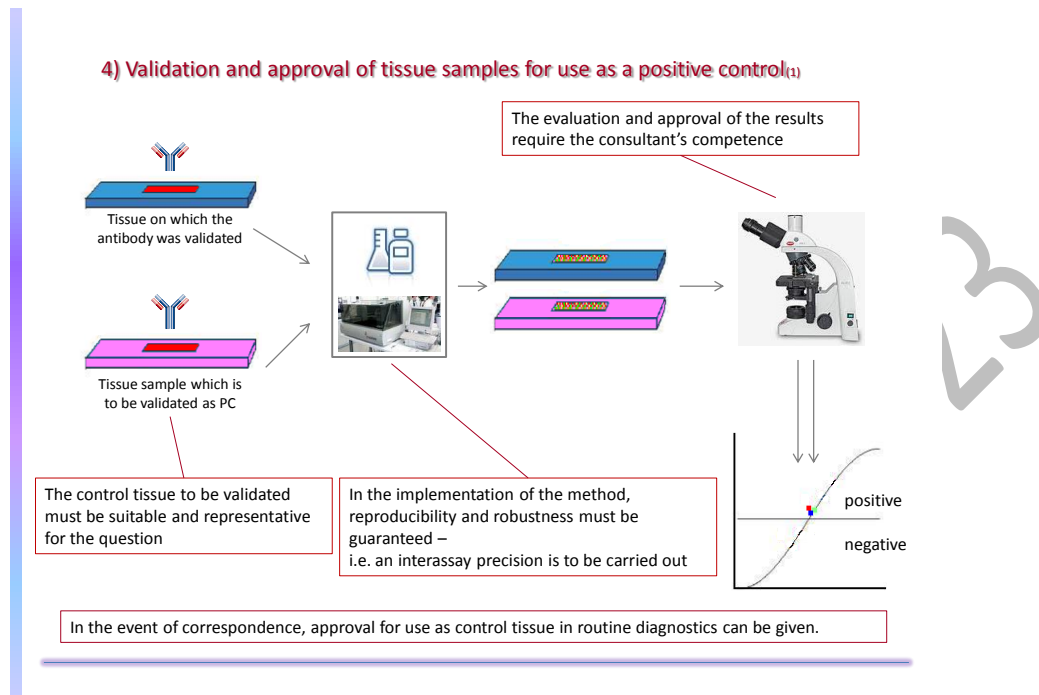 4) Validation and approval of tissue samples for use as a positive control(1)
The evaluation and approval of the results
require the consultant's competence
Tissue on which the
antibody was validated
Tissue sample which is
to be validated as PC
The control tissue to be validated
must be suitable and representative
for the question
In the implementation of the method,
reproducibility and robustness must be
guaranteed –
i.e. an interassay precision is to be carried out
positive
negative
In the event of correspondence, approval for use as control tissue in routine diagnostics can be given.
23